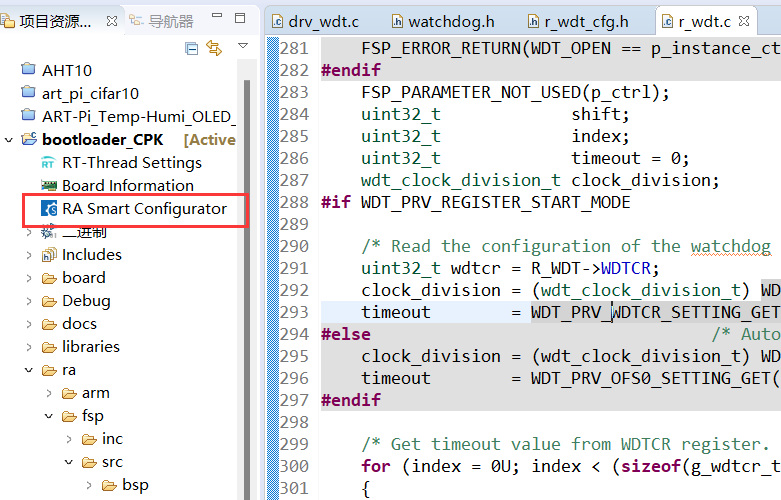 项目资源...
导航器
AHT10
art_pi_cifar10
ART-Pi_Temp-Humi_OLED_
bootloader_CPK [Active
RT-Thread Settings
Board Information
RA Smart Configurator
二进制
Includes
board
Debug
docs
libraries
ra
arm
fsp
inc
src
bsp
drv_wdt.c
watchdog.h
r_wdt_cfg.h
r_wdt.c
281 FSP_ERROR_RETURN(WDT_OPEN == p_instance_ct
282 #endif
283 FSP_PARAMETER_NOT_USED(p_ctrl);
284 uint32_t shift;
285 uint32_t index;
286 uint32_t timeout = 0;
287 wdt_clock_division_t clock_division;
288 #if WDT_PRV_REGISTER_START_MODE
289
290 /* Read the configuration of the watchdog
291 uint32_t wdtcr = R_WDT->WDTCR;
292 clock_division = (wdt_clock_division_t) WD
293 timeout = WDT_PRV_WDTCR_SETTING_GET
294 #else /* Auto
295 clock_division = (wdt_clock_division_t) WD
296 timeout = WDT_PRV_OFS0_SETTING_GET(
297 #endif
298
299 /* Get timeout value from WDTCR register.
300 for (index = 0U; index < (sizeof(g_wdtcr_t
301 {